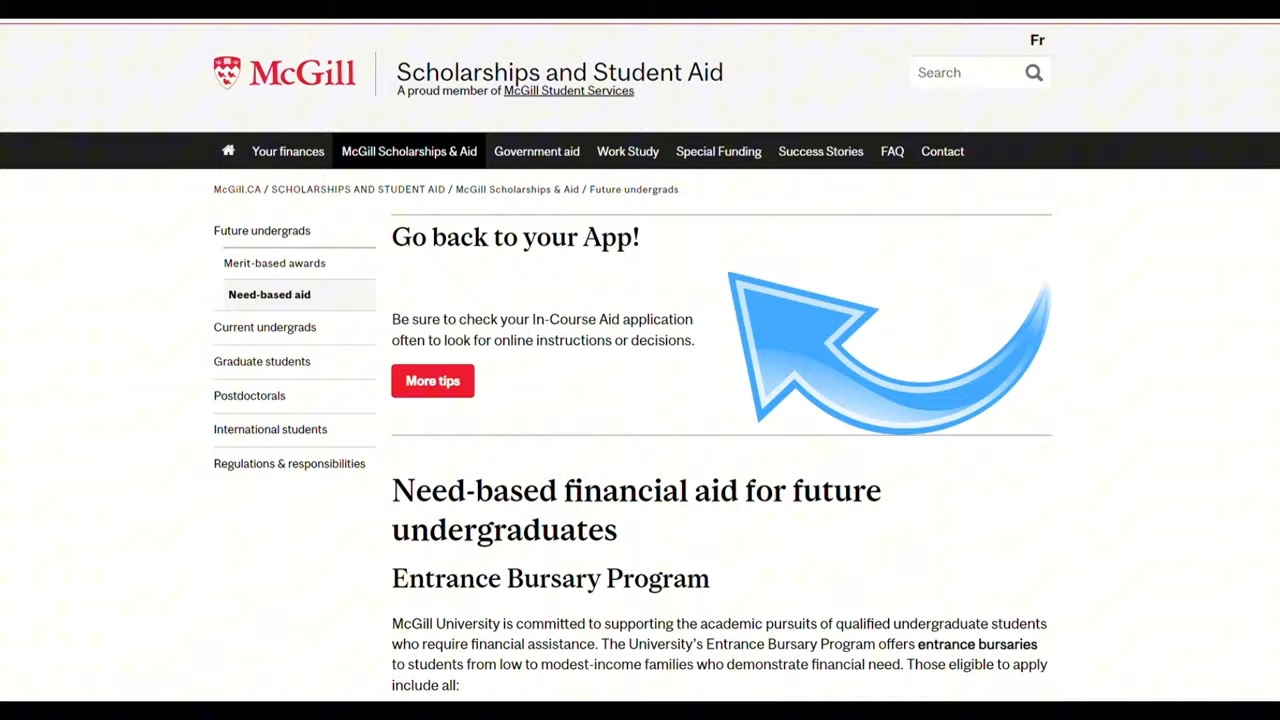 Fr
McGill
Scholarships and Student Aid
A proud member of McGill Student Services
Search
Your finances
McGill Scholarships & Aid
Government aid
Work Study
Special Funding
Success Stories
FAQ
Contact
McGill.CA / SCHOLARSHIPS AND STUDENT AID / McGill Scholarships & Aid / Future undergrads
Future undergrads
Merit-based awards
Need-based aid
Current undergrads
Graduate students
Postdoctorals
International students
Regulations & responsibilities
Go back to your App!
Be sure to check your In-Course Aid application
often to look for online instructions or decisions.
More tips
Need-based financial aid for future
undergraduates
Entrance Bursary Program
McGill University is committed to supporting the academic pursuits of qualified undergraduate students
who require financial assistance. The University's Entrance Bursary Program offers entrance bursaries
to students from low to modest-income families who demonstrate financial need. Those eligible to apply
include all: